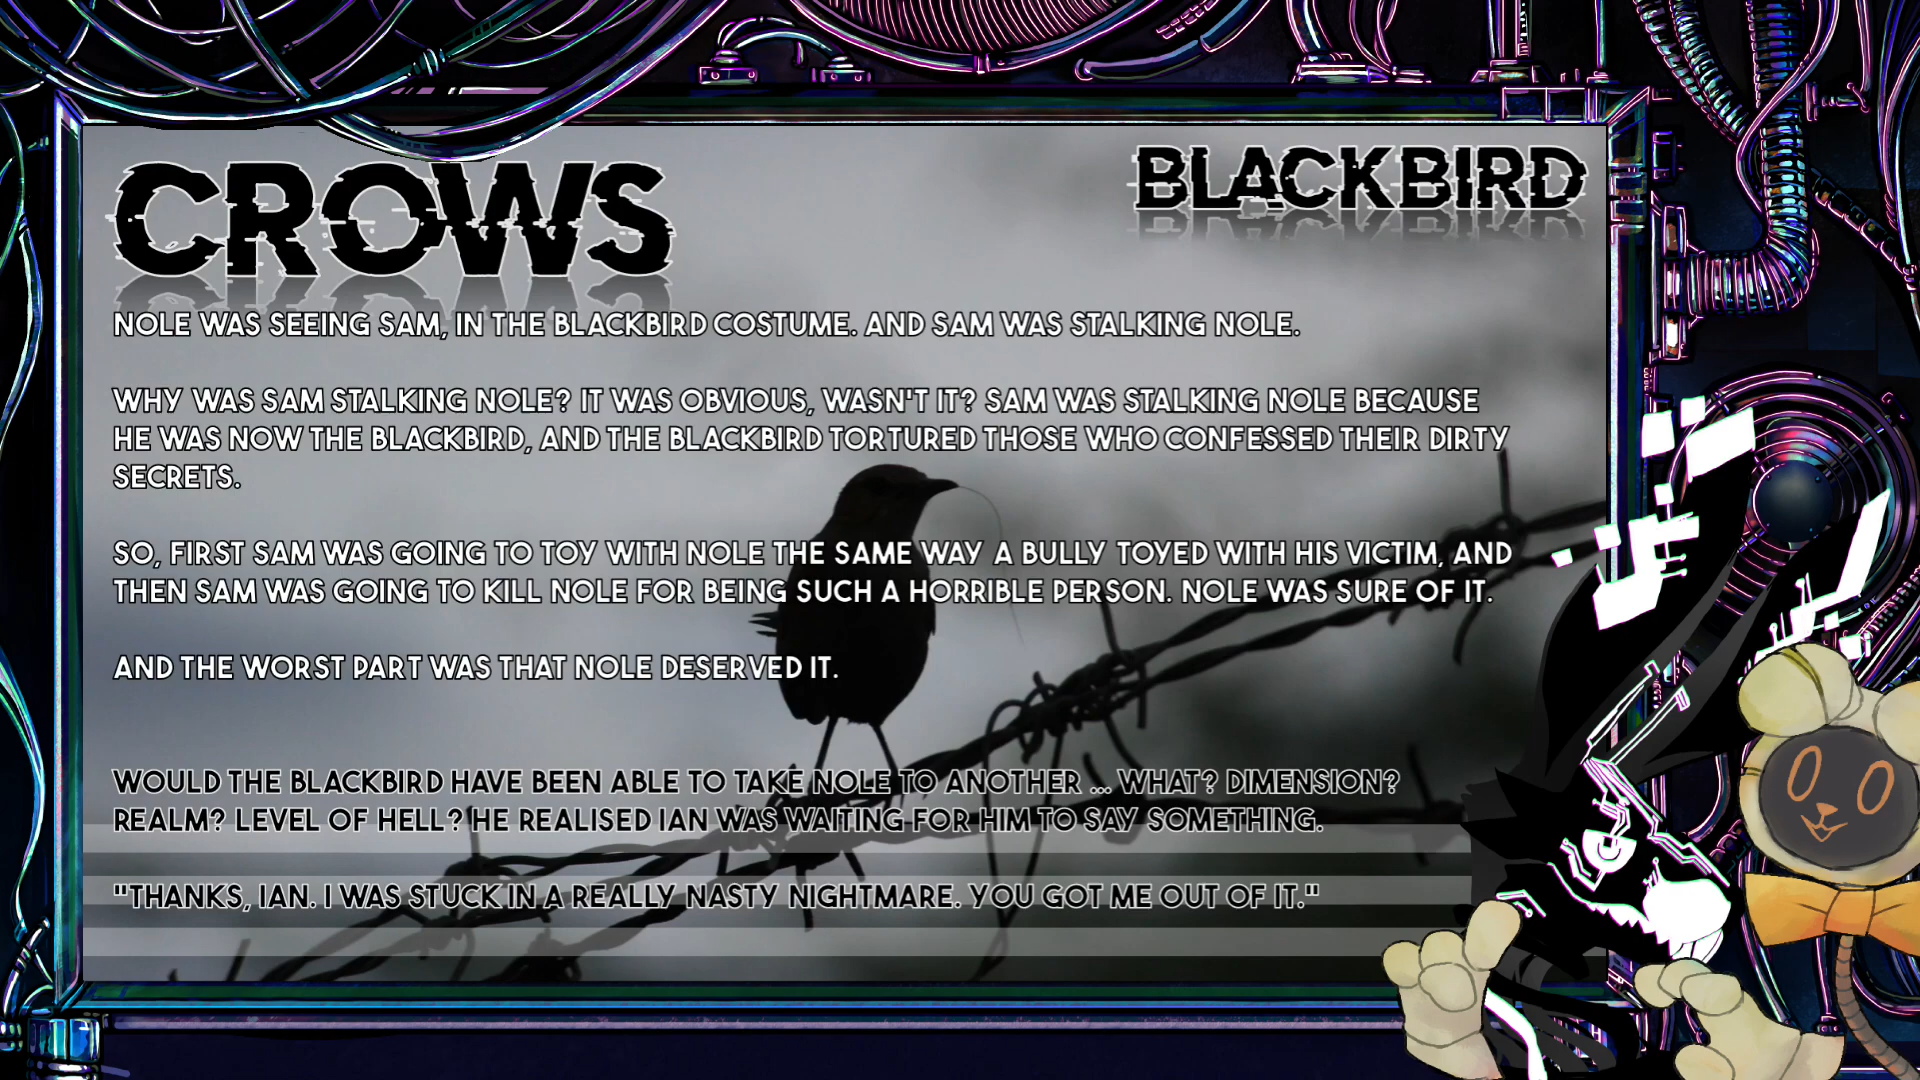 CROWS
BLACKBIRD
NOLE WAS SEEING SAM, IN THE BLACKBIRD COSTUME. AND SAM WAS STALKING NOLE.
WHY WAS SAM STALKING NOLE? IT WAS OBVIOUS, WASN'T IT? SAM WAS STALKING NOLE BECAUSE
HE WAS NOW THE BLACKBIRD, AND THE BLACKBIRD TORTURED THOSE WHO CONFESSED THEIR DIRTY
SECRETS.
SO, FIRST SAM WAS GOING TO TOY WITH NOLE THE SAME WAY A BULLY TOYED WITH HIS VICTIM, AND
THEN SAM WAS GOING TO KILL NOLE FOR BEING SUCH A HORRIBLE PERSON. NOLE WAS SURE OF IT.
AND THE WORST PART WAS THAT NOLE DESERVED IT.
WOULD THE BLACKBIRD HAVE BEEN ABLE TO TAKE NOLE TO ANOTHER ... WHAT? DIMENSION?
REALM? LEVEL OF HELL? HE REALISED IAN WAS WAITING FOR HIM TO SAY SOMETHING.
"THANKS, IAN. I WAS STUCK IN A REALLY NASTY NIGHTMARE. YOU GOT ME OUT OF IT."